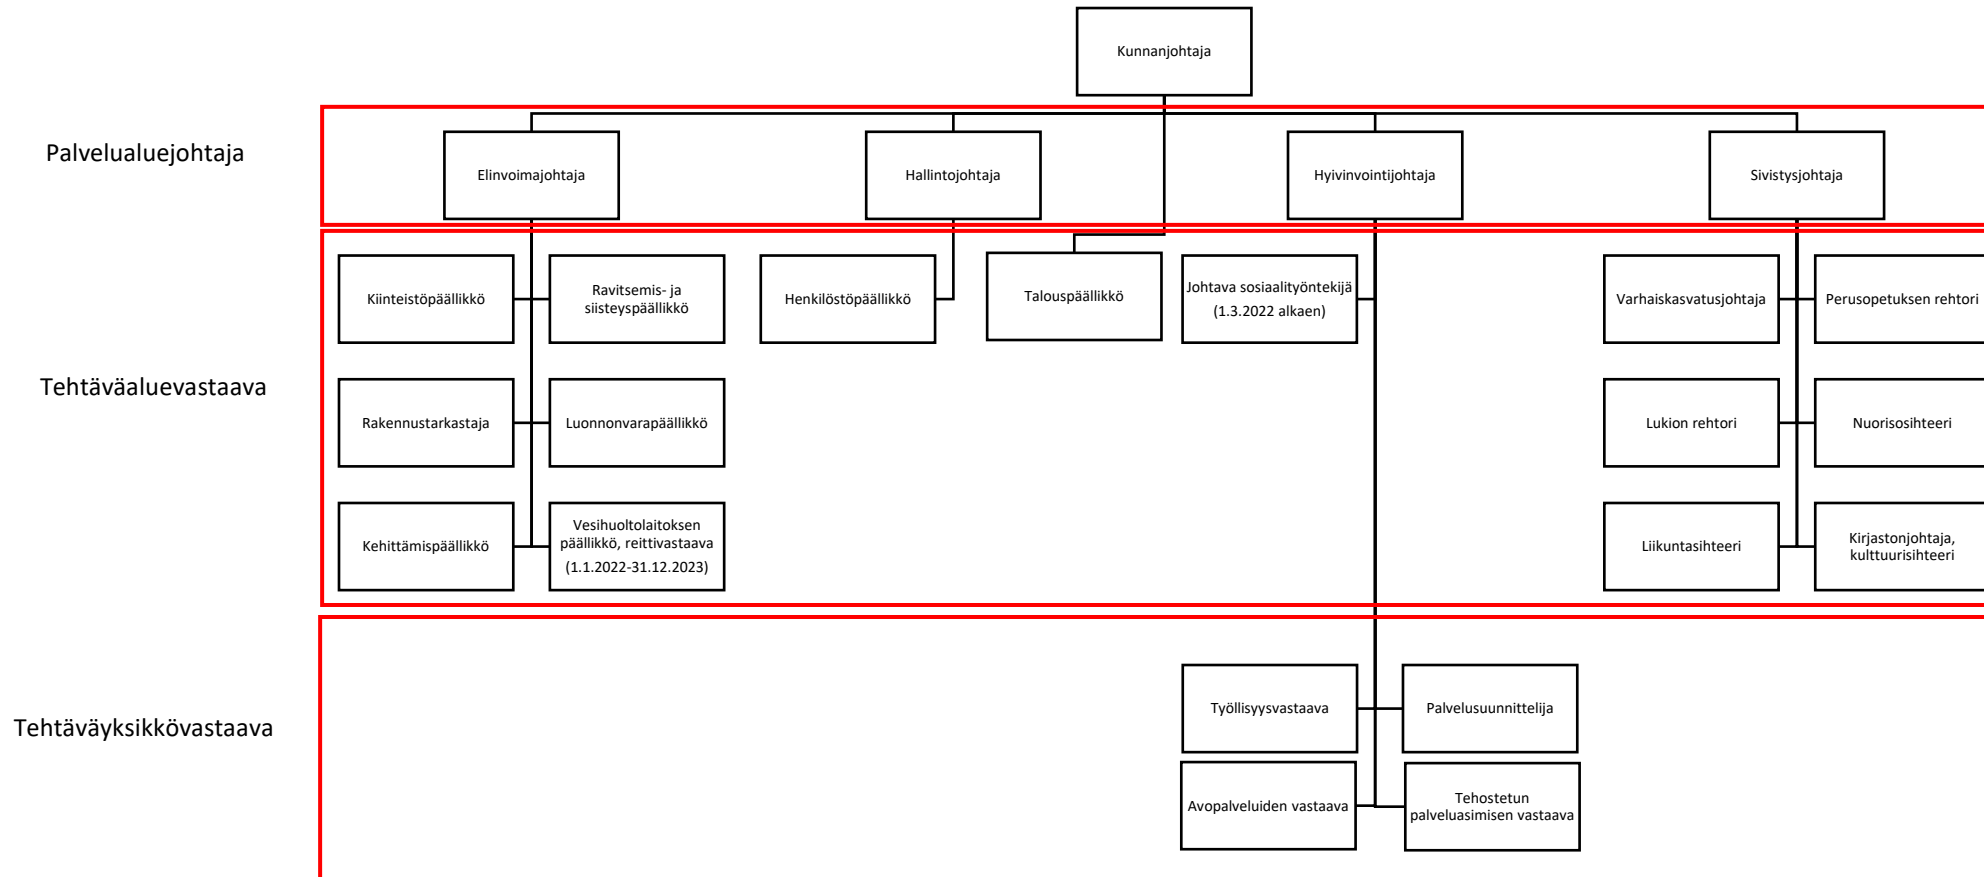 Kunnanjohtaja
Palvelualuejohtaja
Elinvoimajohtaja
Hallintojohtaja
Hyivinvointijohtaja
Sivistysjohtaja
Tehtäväaluevastaava
Kiinteistöpäällikkö
Ravitsemis- ja
siisteyspäällikkö
Henkilöstöpäällikkö
Talouspäällikkö
Johtava sosiaalityöntekijä
(1.3.2022 alkaen)
Varhaiskasvatusjohtaja
Perusopetuksen rehtori
Rakennustarkastaja
Luonnonvarapäällikkö
Lukion rehtori
Nuorisosihteeri
Kehittämispäällikkö
Vesihuoltolaitoksen
päällikkö, reittivastaava
(1.1.2022-31.12.2023)
Liikuntasihteeri
Kirjastonjohtaja,
kulttuurisihteeri
Tehtäväyksikkövastaava
Työllisyysvastaava
Palvelusuunnittelija
Avopalveluiden vastaava
Tehostetun
palveluasimisen vastaava